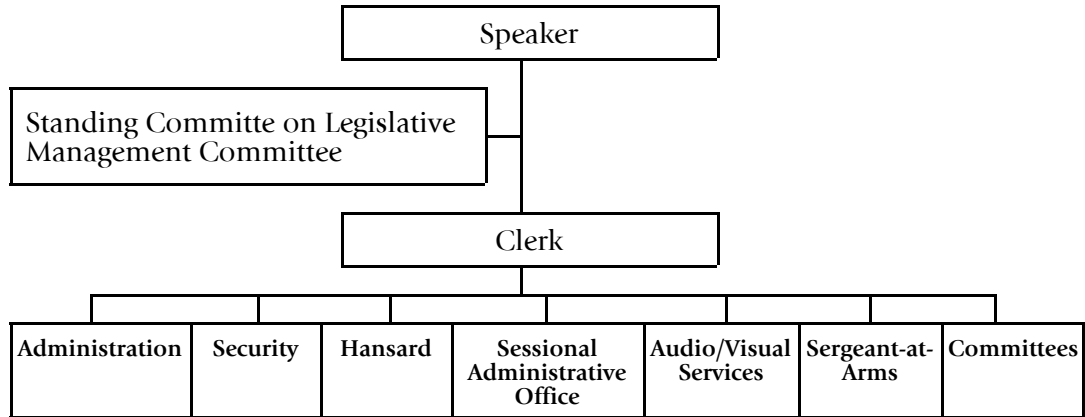 Speaker
Standing Committe on Legislative
Management Committee
Clerk
Administration
Security
Hansard
Sessional
Administrative
Office
Audio/Visual
Services
Sergeant-at-
Arms
Committees